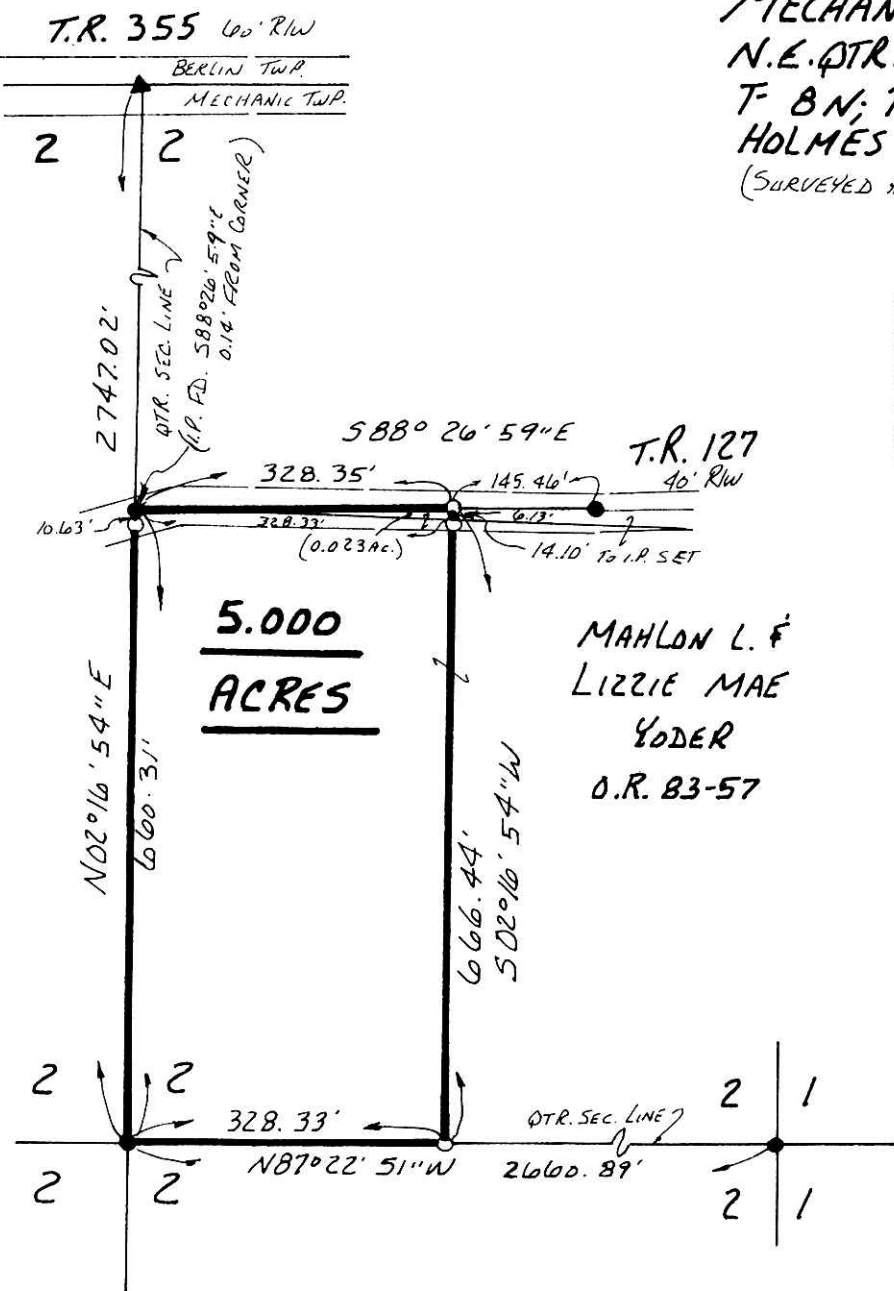 T.R. 355 60' R/W
BERLIN TWP.
MECHANIC TWP.
N.E. QTR.
T- 8N;
HOLMES
(SURVEYED
2 2
2747.02'
QTR. SEC. LINE
(I.P. FD. S88°26'59"E
0.14' FROM CORNER)
S88° 26' 59"E
T.R. 127
40' R/W
328.35'
145.46'
10.63'
328.33'
(0.023 AC.)
6.13'
14.10' TO I.P. SET
5.000
ACRES
MAHLON L. &
LIZZIE MAE
YODER
O.R. 83-57
N02°16'54"E
660.31'
666.44'
S02°16'54"W
2 2
328.33'
QTR. SEC. LINE
2 1
N87°22'51"W
2660.89'
2 2
2 1